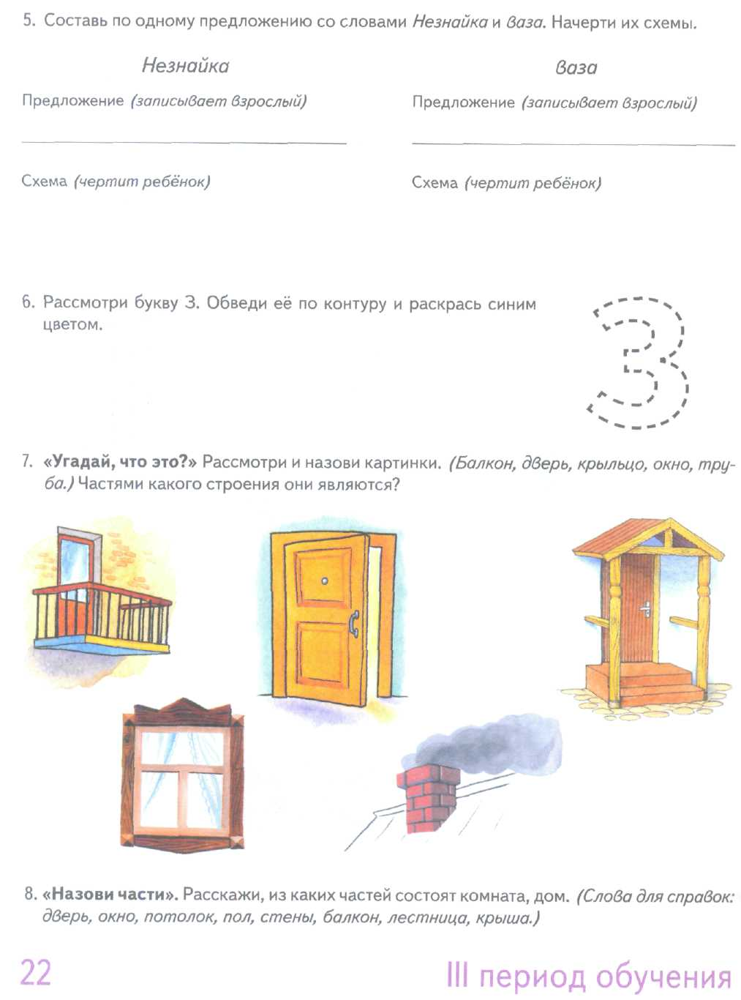 5. Составь по одному предложению со словами Незнайка и ваза. Начерти их схемы.
Незнайка
ваза
Предложение (записывает взрослый)
Предложение (записывает взрослый)
Схема (чертит ребёнок)
Схема (чертит ребёнок)
6. Рассмотри букву З. Обведи её по контуру и раскрась синим
цветом.
З
7. «Угадай, что это?» Рассмотри и назови картинки. (Балкон, дверь, крыльцо, окно, тру-
ба.) Частями какого строения они являются?
8. «Назови части». Расскажи, из каких частей состоят комната, дом. (Слова для справок:
дверь, окно, потолок, пол, стены, балкон, лестница, крыша.)
22
III период обучения